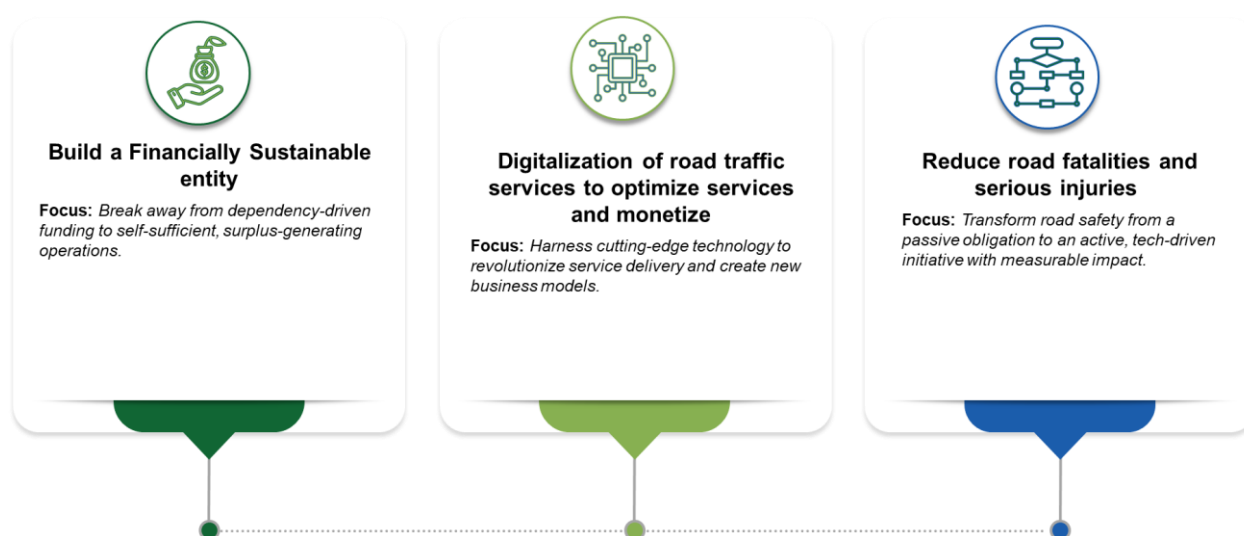 Build a Financially Sustainable
entity
Focus: Break away from dependency-driven
funding to self-sufficient, surplus-generating
operations.
Digitalization of road traffic
services to optimize services
and monetize
Focus: Harness cutting-edge technology to
revolutionize service delivery and create new
business models.
Reduce road fatalities and
serious injuries
Focus: Transform road safety from a
passive obligation to an active, tech-driven
initiative with measurable impact.